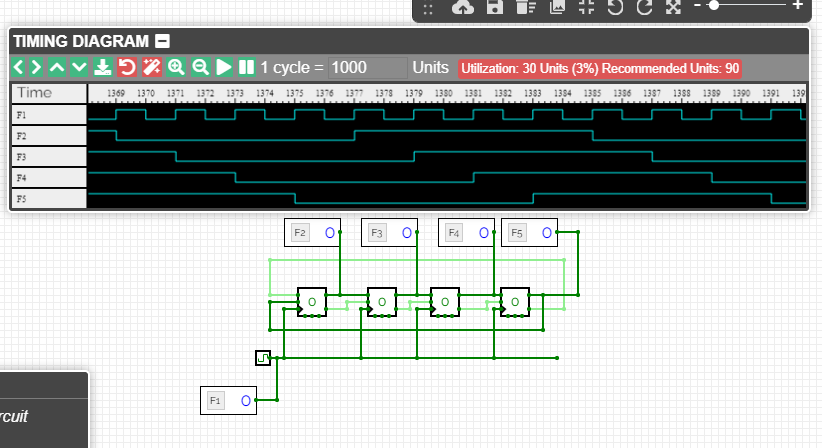 TIMING DIAGRAM
1 cycle = 1000 Units Utilization: 30 Units (3%) Recommended Units: 90
Time 1369 1370 1371 1372 1373 1374 1375 1376 1377 1378 1379 1380 1381 1382 1383 1384 1385 1386 1387 1388 1389 1390 1391 139
F1
F2
F3
F4
F5
F2 0 F3 0 F4 0 F5 0
0 0 0 0
F1 0
rcuit